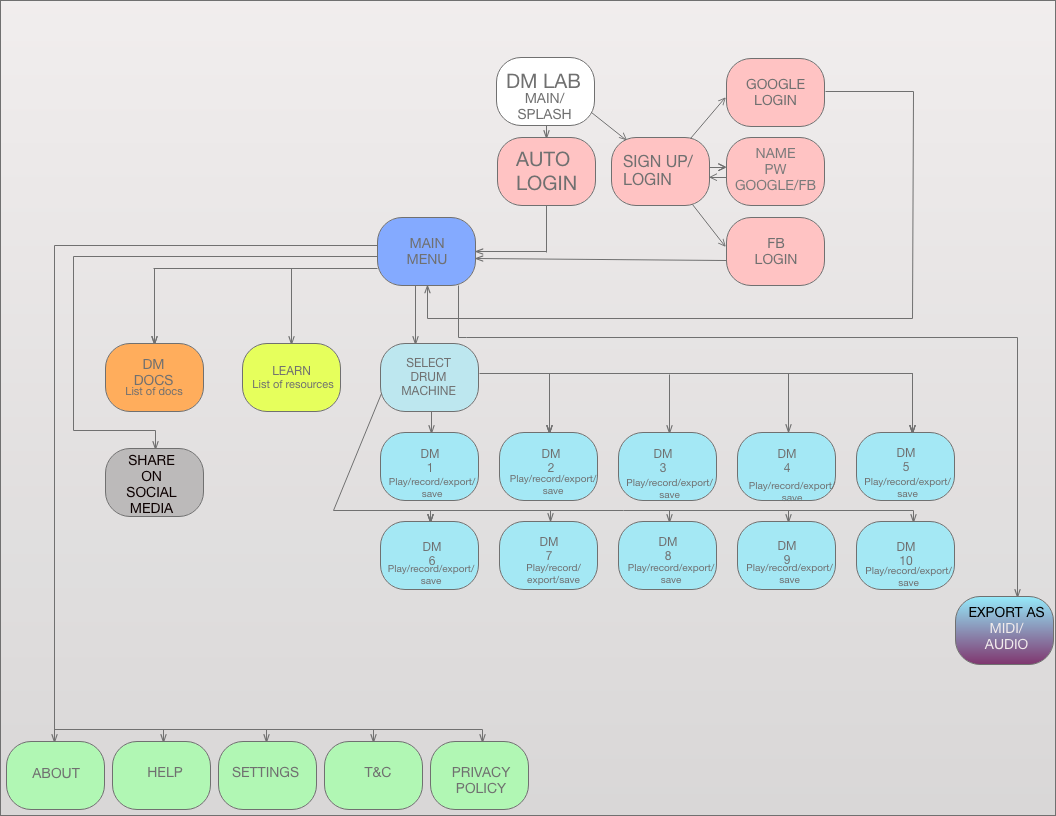 DM LAB
MAIN/
SPLASH
GOOGLE
LOGIN
AUTO
LOGIN
SIGN UP/
LOGIN
NAME
PW
GOOGLE/FB
MAIN
MENU
FB
LOGIN
DM
DOCS
List of docs
LEARN
List of resources
SELECT
DRUM
MACHINE
SHARE
ON
SOCIAL
MEDIA
DM
1
Play/record/export/
save
DM
2
Play/record/export/
save
DM
3
Play/record/export/
save
DM
4
Play/record/export/
save
DM
5
Play/record/export/
save
DM
6
Play/record/export/
save
DM
7
Play/record/
export/save
DM
8
Play/record/export/
save
DM
9
Play/record/export/
save
DM
10
Play/record/export/
save
EXPORT AS
MIDI/
AUDIO
ABOUT
HELP
SETTINGS
T&C
PRIVACY
POLICY